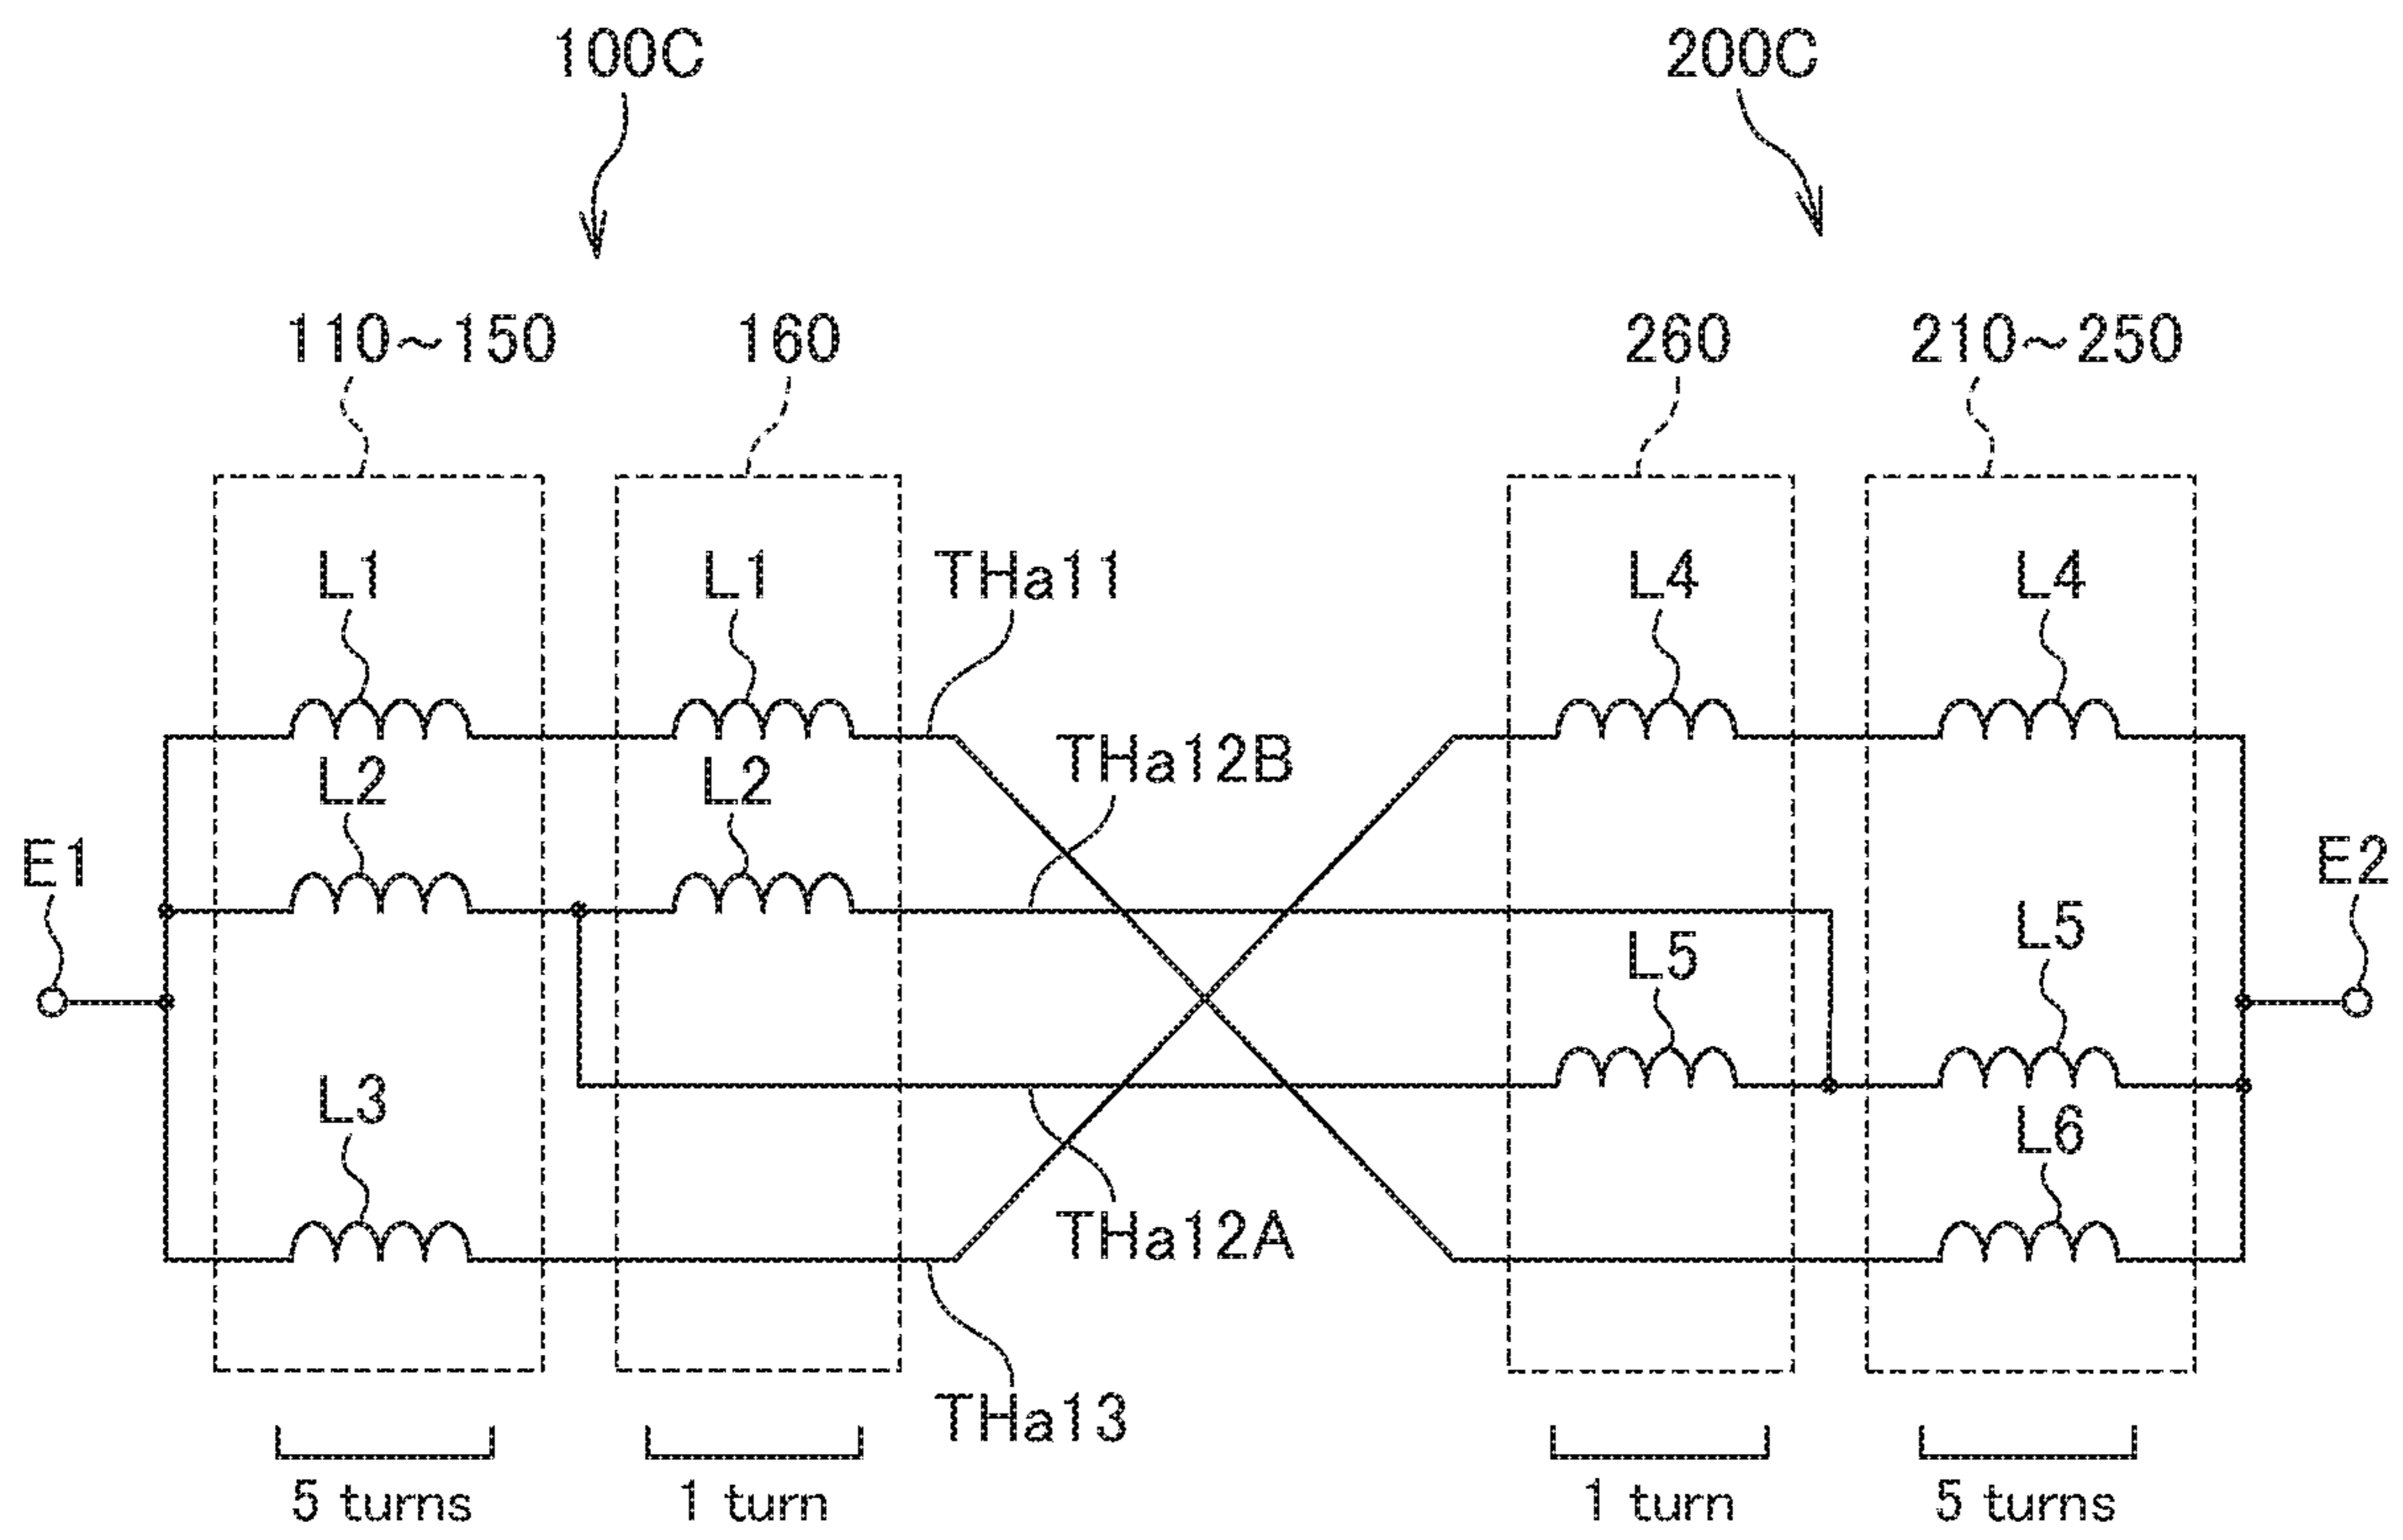 100C 200C
110~150 160 260 210~250
L1 L1 THa11 L4 L4
L2 L2 THa12B
E1 L5 L5 E2
L3 L6
THa12A
THa13
5 turns 1 turn 1 turn 5 turns